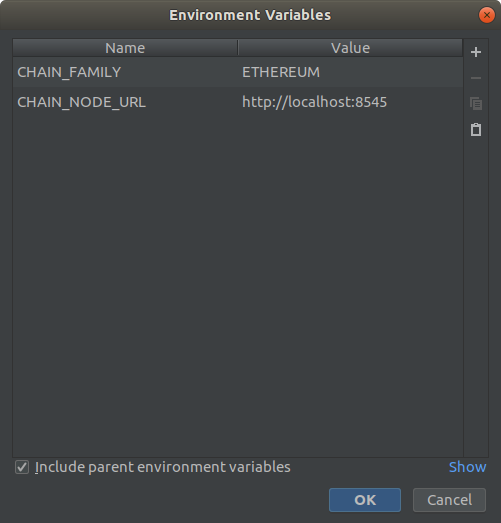 Environment Variables
Name Value
CHAIN_FAMILY ETHEREUM
CHAIN_NODE_URL http://localhost:8545
Include parent environment variables Show
OK Cancel